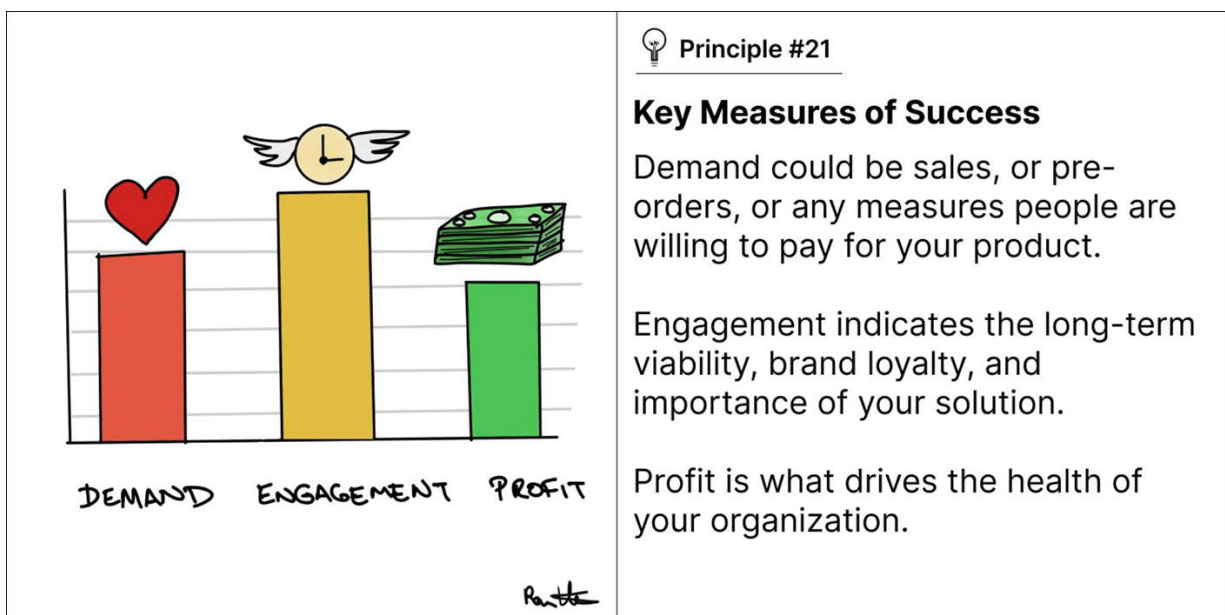 DEMAND ENGAGEMENT PROFIT
Principle #21
Key Measures of Success
Demand could be sales, or pre-
orders, or any measures people are
willing to pay for your product.
Engagement indicates the long-term
viability, brand loyalty, and
importance of your solution.
Profit is what drives the health of
your organization.